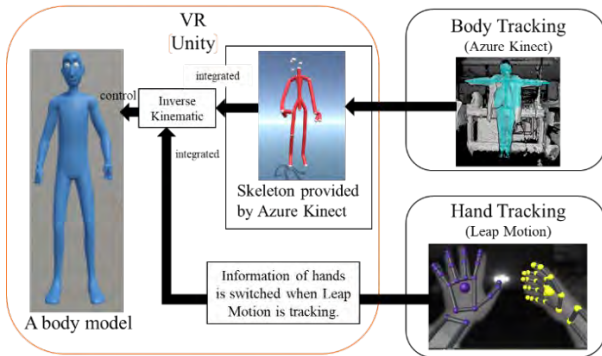 VR
(Unity)
control
Inverse
Kinematic
integrated
integrated
Skeleton provided
by Azure Kinect
Information of hands
is switched when Leap
Motion is tracking.
A body model
Body Tracking
(Azure Kinect)
Hand Tracking
(Leap Motion)